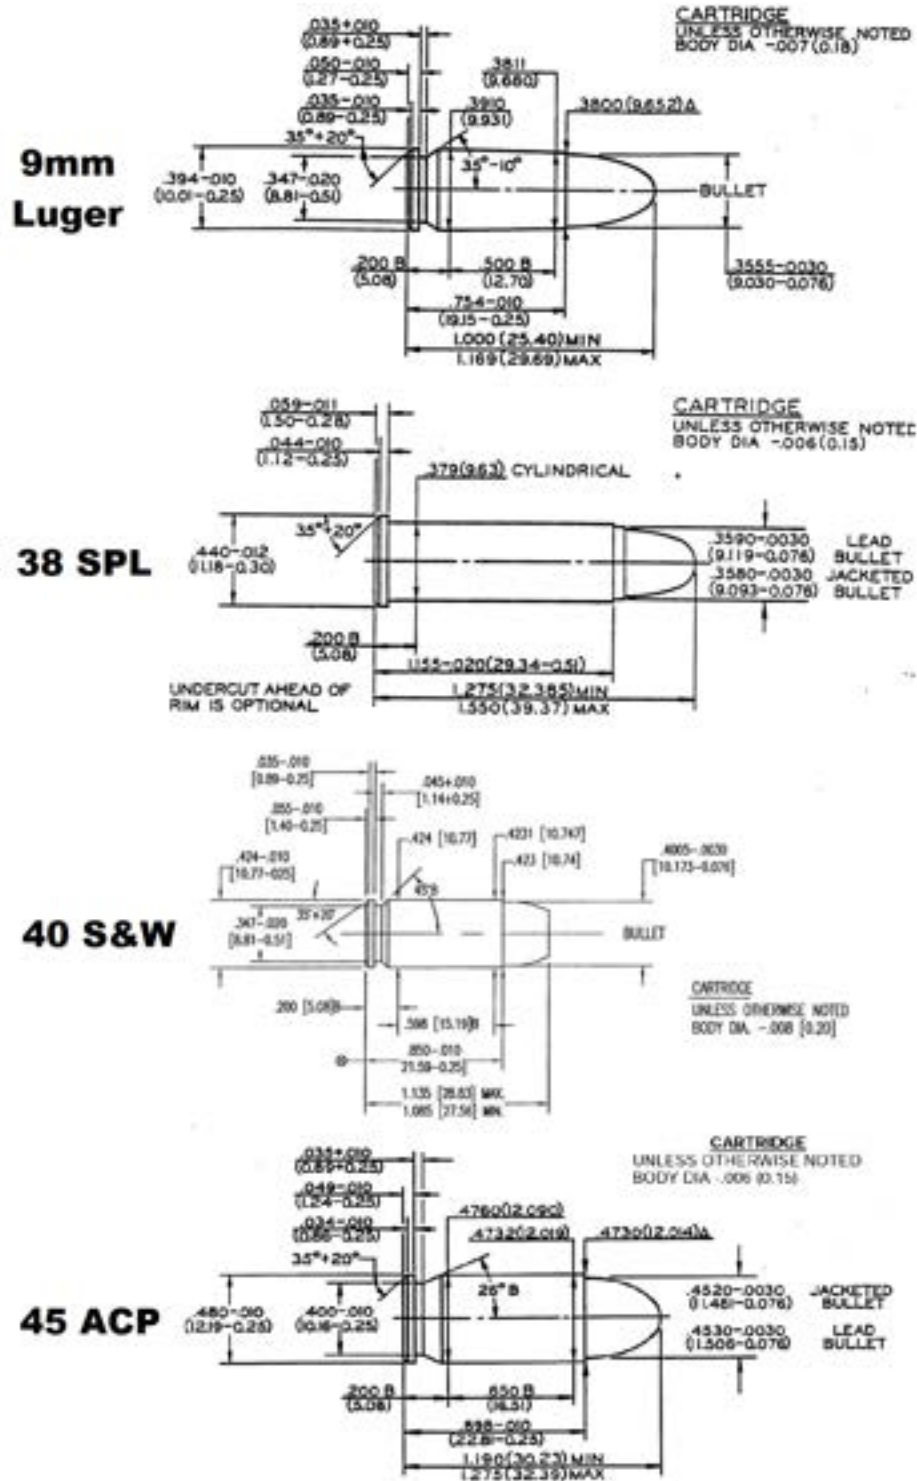 CARTRIDGE
UNLESS OTHERWISE NOTED
BODY DIA -.007 (0.18)
.035+.010
(0.89+0.25)
.050-.010
(1.27-0.25)
.035-.010
(0.89-0.25)
.3811
(9.680)
.3910
(9.931)
.3800 (9.652) Δ
35°+20°
35°-10°
9mm
Luger
.394-.010
(10.01-0.25)
.347-.020
(8.81-0.51)
BULLET
.200 B
(5.08)
.500 B
(12.70)
.3555-.0030
(9.030-0.076)
.754-.010
(19.15-0.25)
1.000 (25.40) MIN
1.169 (29.69) MAX
.059-.011
(1.50-0.28)
CARTRIDGE
UNLESS OTHERWISE NOTED
BODY DIA -.006 (0.15)
.044-.010
(1.12-0.25)
.379(9.63) CYLINDRICAL
35°+20°
38 SPL
.440-.012
(11.18-0.30)
.3590-.0030 LEAD
(9.119-0.076) BULLET
.3580-.0030 JACKETED
(9.093-0.076) BULLET
.200 B
(5.08)
1.155-.020(29.34-0.51)
UNDERCUT AHEAD OF
RIM IS OPTIONAL
1.275(32.385)MIN
1.550(39.37) MAX
.035-.010
[0.89-0.25]
.045+.010
[1.14+0.25]
.055-.010
[1.40-0.25]
.424 [10.77]
.4231 [10.747]
.423 [10.74]
.4005-.0030
[10.173-0.076]
.424-.010
[10.77-025]
45°B
35°+20°
.347-.020
[8.81-0.51]
40 S&W
BULLET
.200 [5.08]B
.598 [15.19]B
CARTRIDGE
UNLESS OTHERWISE NOTED
BODY DIA. -.008 [0.20]
.850-.010
21.59-0.25]
1.135 [28.83] MAX.
1.085 [27.56] MIN.
.035+.010
(0.89+0.25)
CARTRIDGE
UNLESS OTHERWISE NOTED
BODY DIA -.006 (0.15)
.049-.010
(1.24-0.25)
.034-.010
(0.86-0.25)
.4760(12.090)
.4732(12.019)
.4730(12.014)Δ
35°+20°
26° B
45 ACP
.480-.010
(12.19-0.25)
.400-.010
(10.16-0.25)
.4520-.0030 JACKETED
(11.481-0.076) BULLET
.4530-.0030 LEAD
(11.506-0.076) BULLET
.200 B
(5.08)
.650 B
(16.51)
.898-.010
(22.81-0.25)
1.190(30.23)MIN
1.275(32.39)MAX